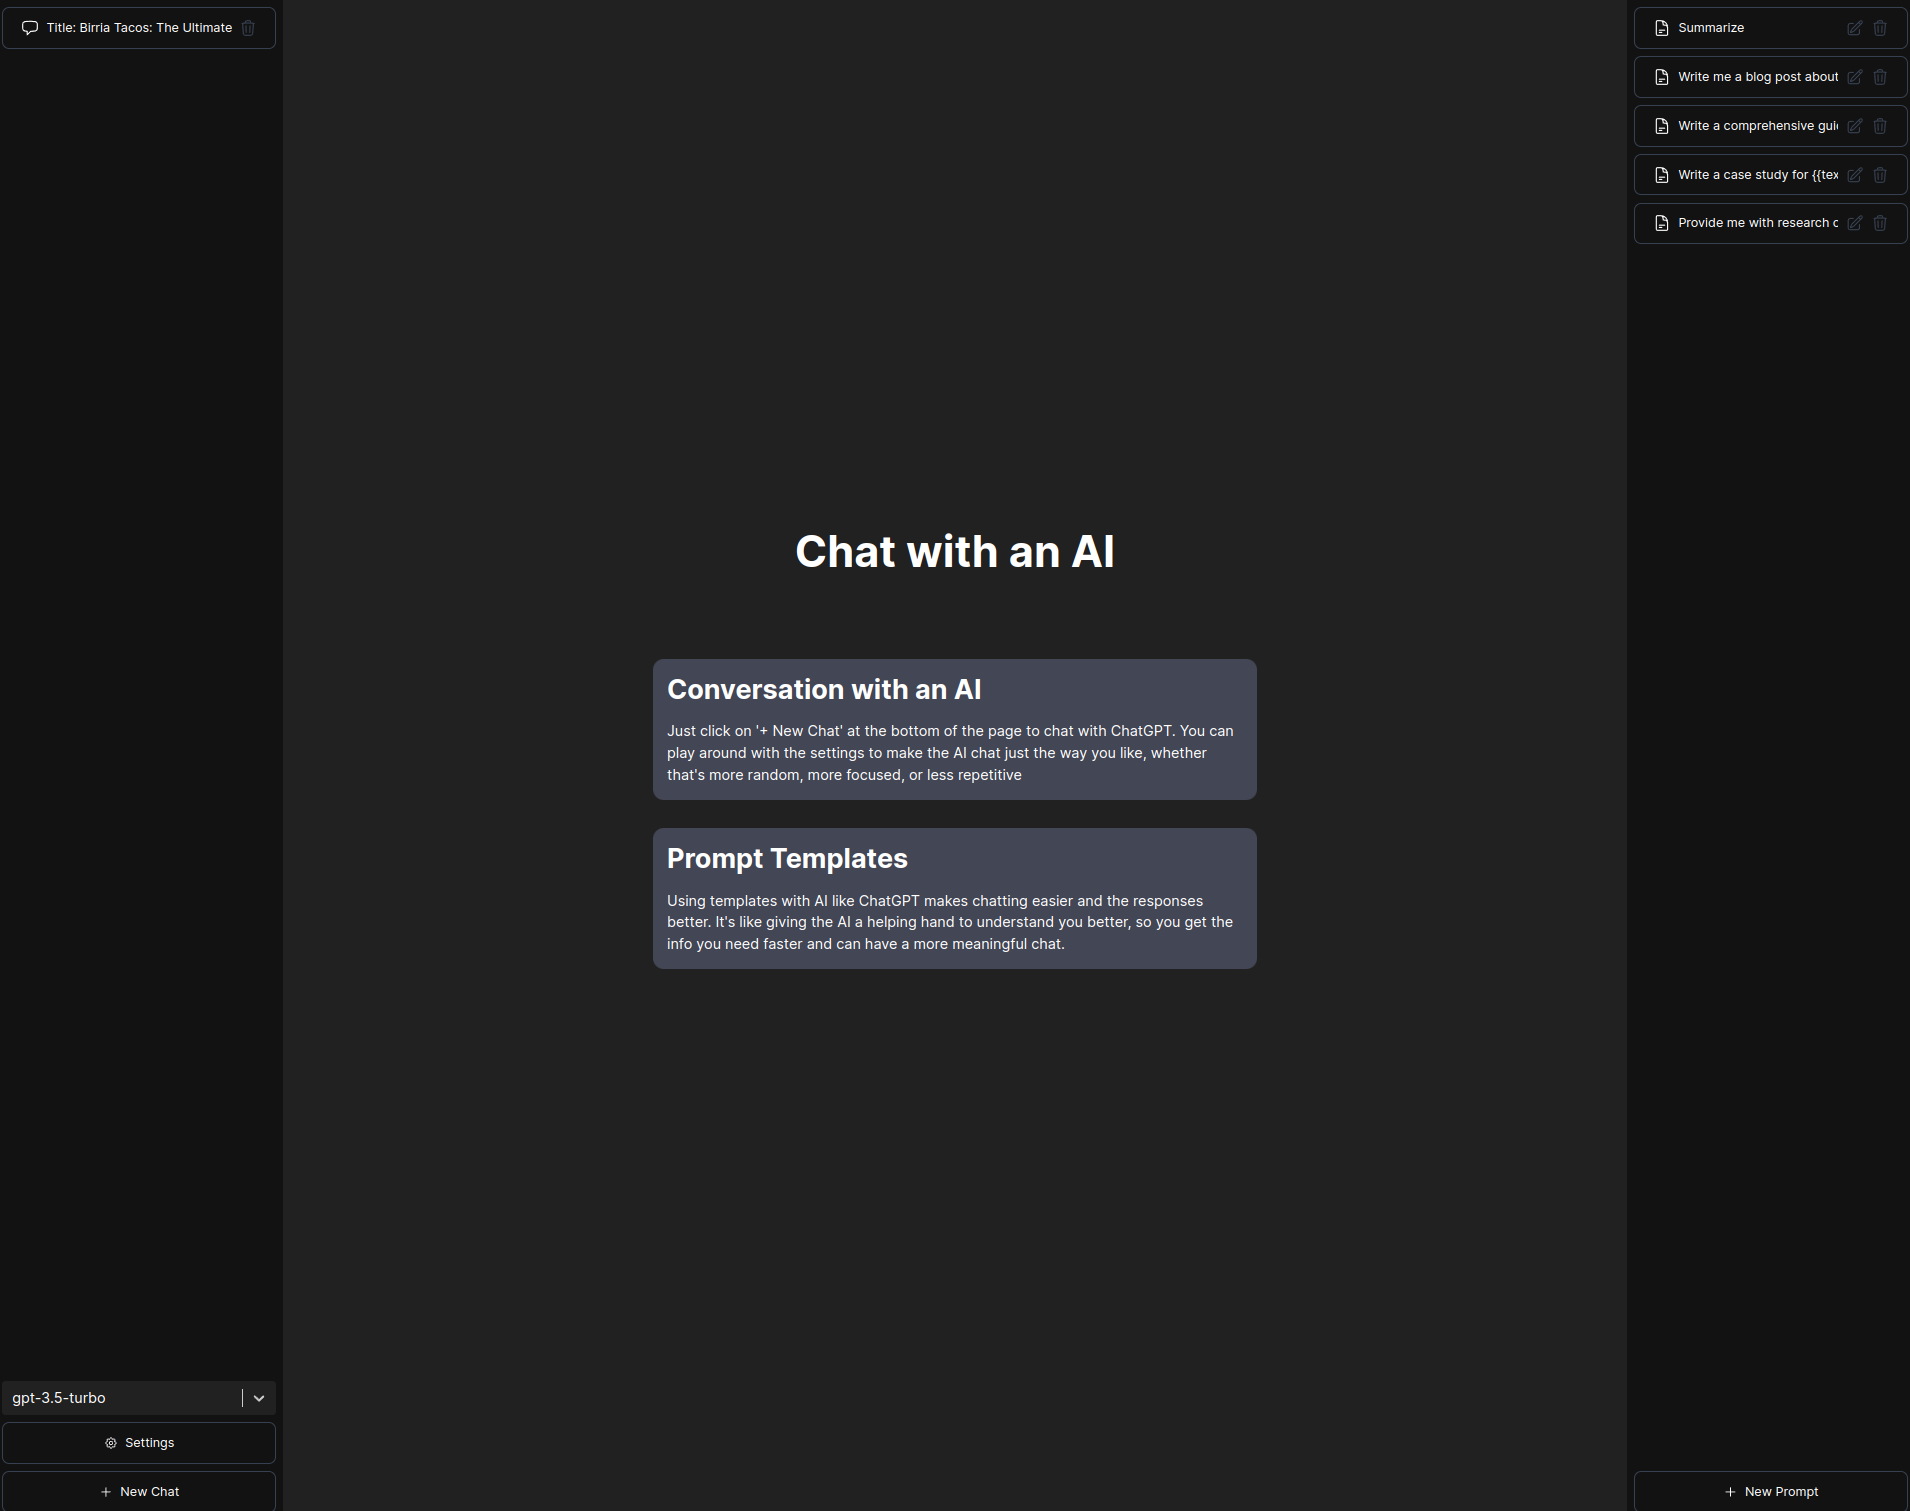 Title: Birria Tacos: The Ultimate
gpt-3.5-turbo
Settings
+ New Chat
Chat with an AI
Conversation with an AI
Just click on '+ New Chat' at the bottom of the page to chat with ChatGPT. You can
play around with the settings to make the AI chat just the way you like, whether
that's more random, more focused, or less repetitive
Prompt Templates
Using templates with AI like ChatGPT makes chatting easier and the responses
better. It's like giving the AI a helping hand to understand you better, so you get the
info you need faster and can have a more meaningful chat.
Summarize
Write me a blog post about
Write a comprehensive
Write a case study for {{tex
Provide me with research
+ New Prompt